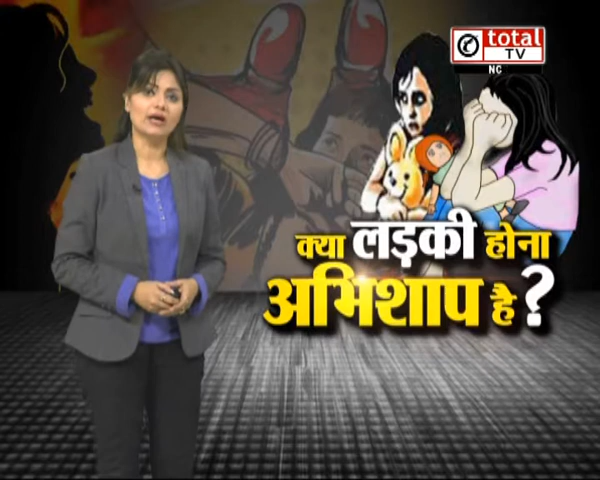 total
TV
NC
क्या लड़की होना
अभिशाप है ?